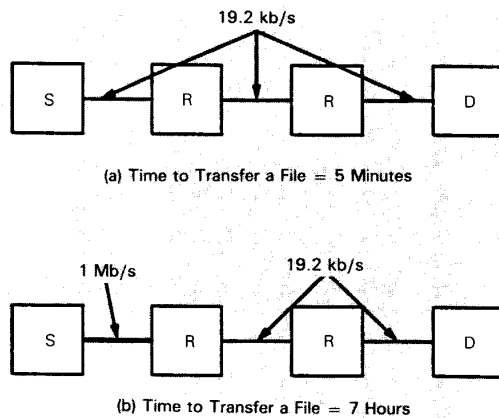 19.2 kb/s
S R R D
(a) Time to Transfer a File = 5 Minutes
1 Mb/s 19.2 kb/s
S R R D
(b) Time to Transfer a File = 7 Hours